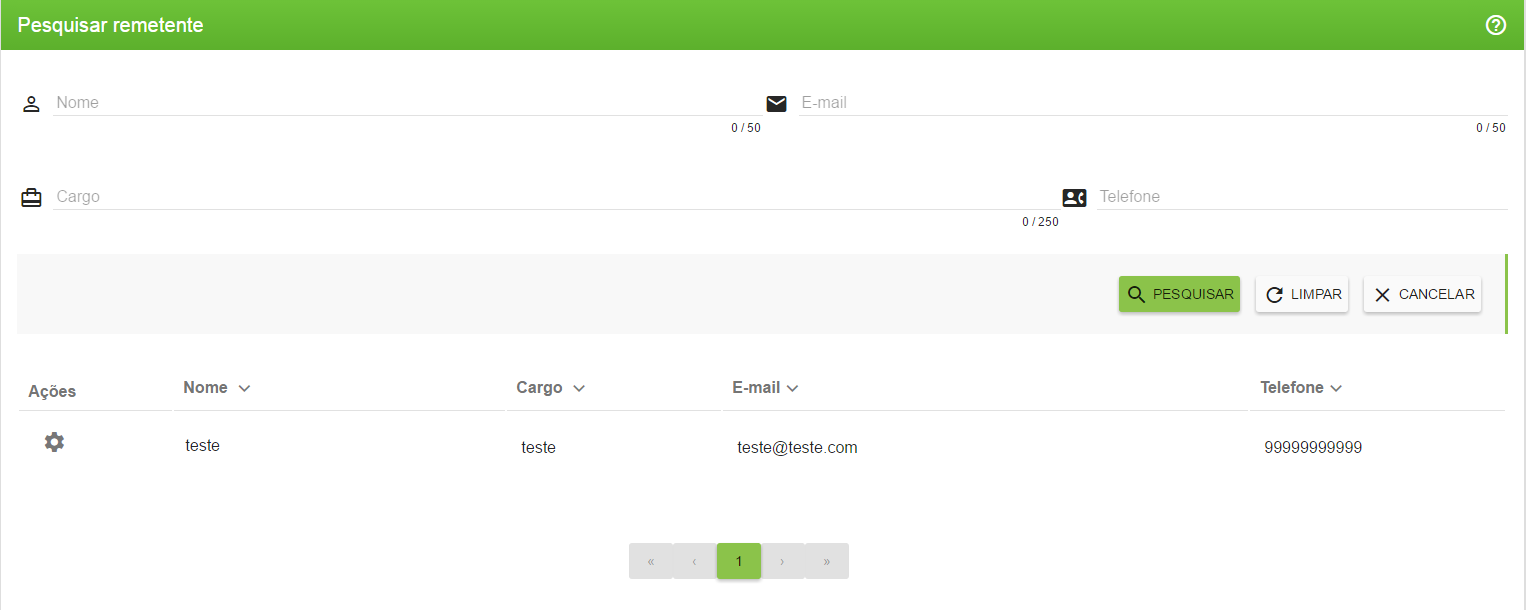 Pesquisar remetente
Nome E-mail
0 / 50 0 / 50
Cargo Telefone
0 / 250
PESQUISAR LIMPAR CANCELAR
Ações Nome Cargo E-mail Telefone
teste teste teste@teste.com 99999999999
« ‹ 1 › »